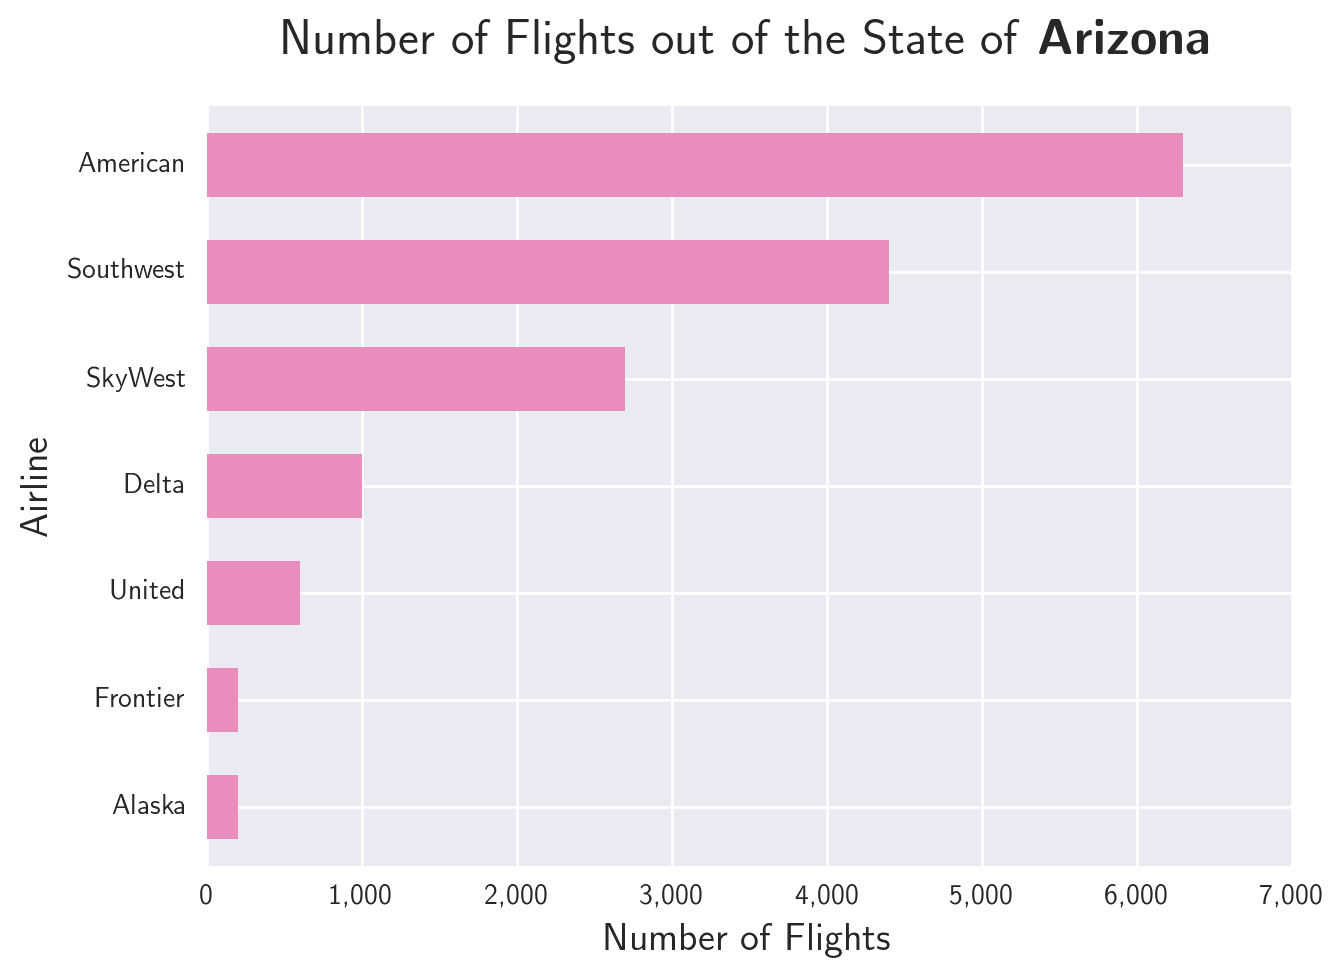 Number of Flights out of the State of Arizona
American
Southwest
SkyWest
Delta
United
Frontier
Alaska
Airline
0 1,000 2,000 3,000 4,000 5,000 6,000 7,000
Number of Flights